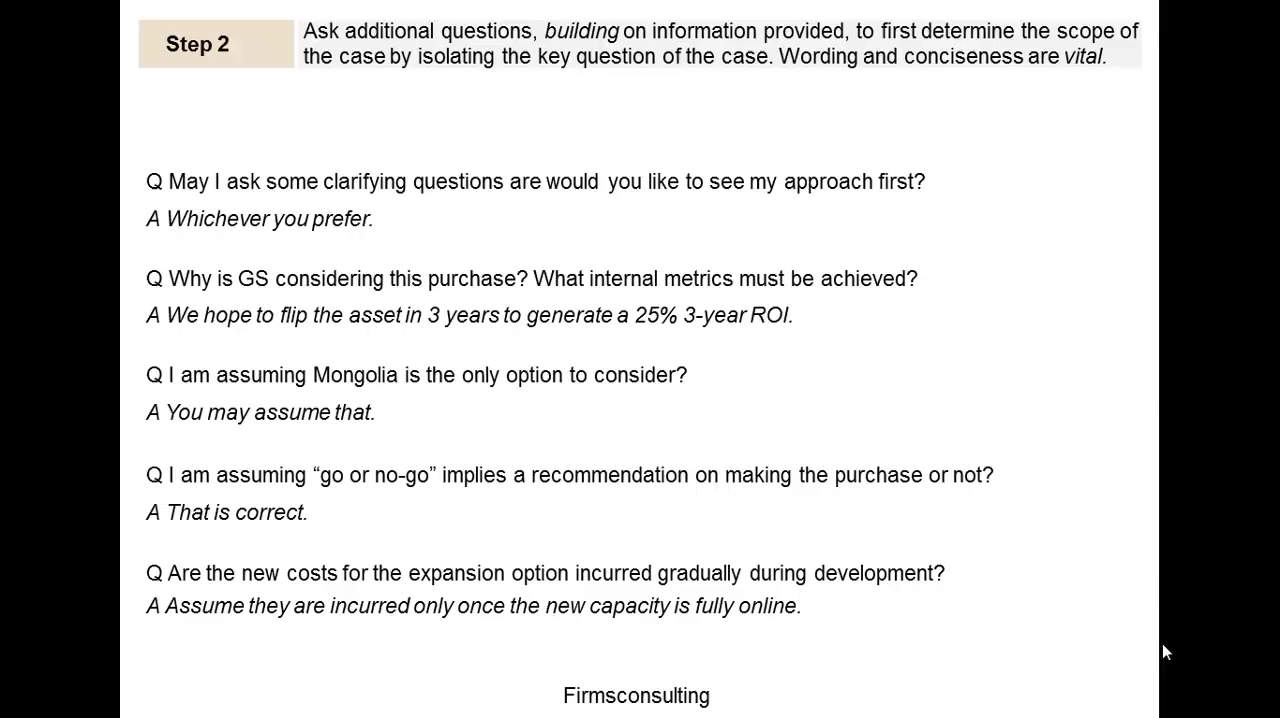 Step 2
Ask additional questions, building on information provided, to first determine the scope of
the case by isolating the key question of the case. Wording and conciseness are vital.
Q May I ask some clarifying questions are would you like to see my approach first?
A Whichever you prefer.
Q Why is GS considering this purchase? What internal metrics must be achieved?
A We hope to flip the asset in 3 years to generate a 25% 3-year ROI.
Q I am assuming Mongolia is the only option to consider?
A You may assume that.
Q I am assuming “go or no-go” implies a recommendation on making the purchase or not?
A That is correct.
Q Are the new costs for the expansion option incurred gradually during development?
A Assume they are incurred only once the new capacity is fully online.
Firmsconsulting